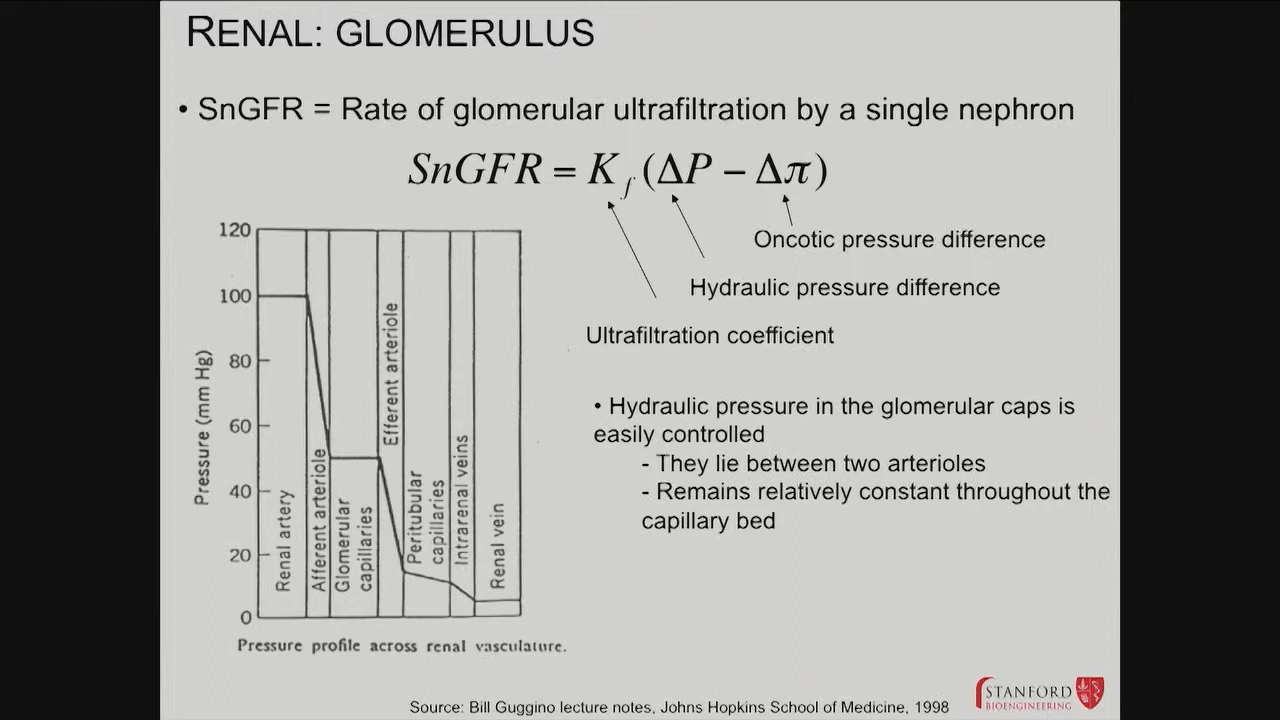 RENAL: GLOMERULUS
• SnGFR = Rate of glomerular ultrafiltration by a single nephron
SnGFR = K_f (ΔP − Δπ)
Oncotic pressure difference
Hydraulic pressure difference
Ultrafiltration coefficient
• Hydraulic pressure in the glomerular caps is
easily controlled
- They lie between two arterioles
- Remains relatively constant throughout the
capillary bed
120
100
80
60
40
20
0
Pressure (mm Hg)
Renal artery
Afferent arteriole
Glomerular
capillaries
Efferent arteriole
Peritubular
capillaries
Intrarenal veins
Renal vein
Pressure profile across renal vasculature.
Source: Bill Guggino lecture notes, Johns Hopkins School of Medicine, 1998
STANFORD
BIOENGINEERING